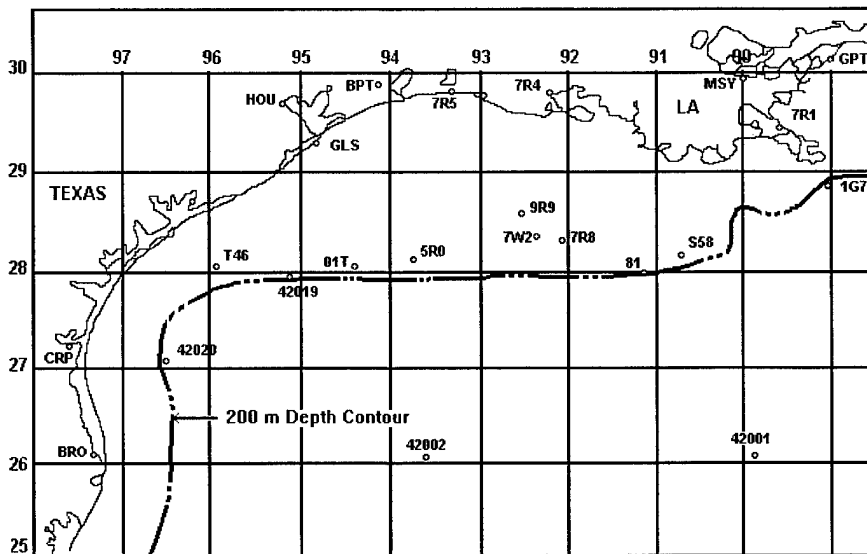 97 96 95 94 93 92 91 90
30
HOU
BPT
7R5
7R4
MSY
GPT
LA
7R1
GLS
29
TEXAS
1G7
9R9
7W2
7R8
S58
T46
01T
5R0
81
28
42019
42020
CRP
27
200 m Depth Contour
BRO
42002
42001
26
25